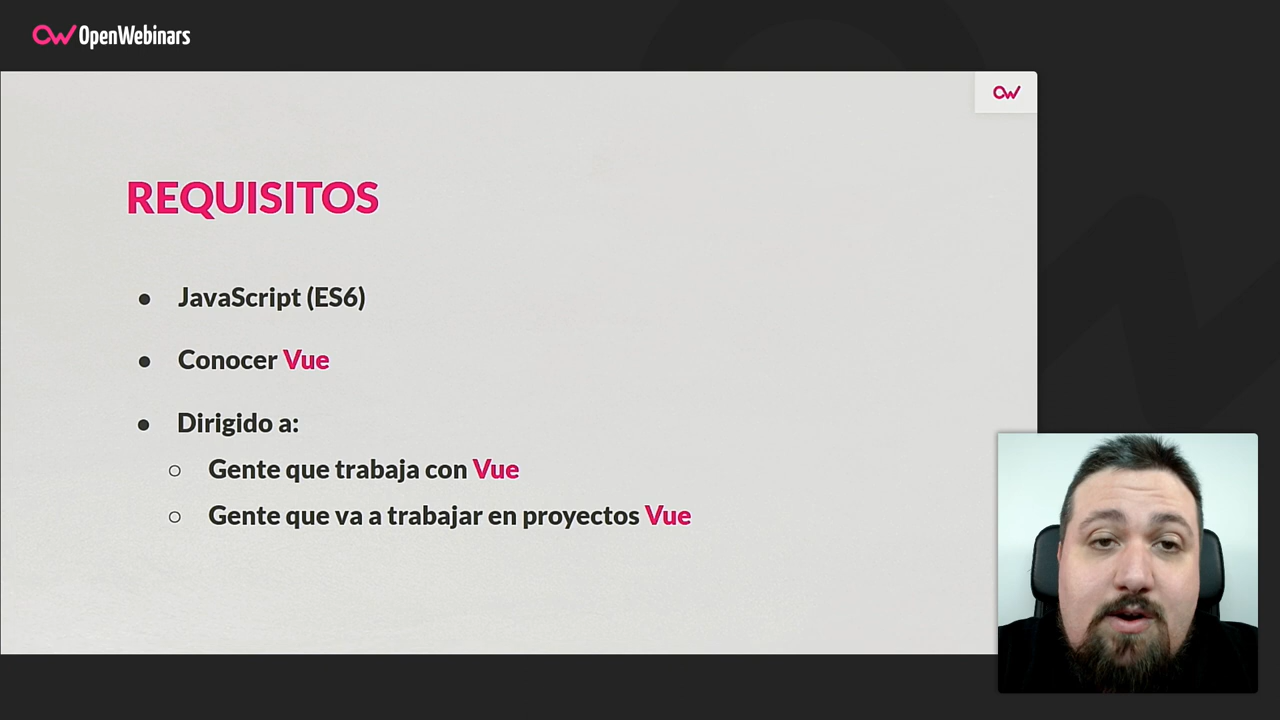 OpenWebinars
REQUISITOS
● JavaScript (ES6)
● Conocer Vue
● Dirigido a:
○ Gente que trabaja con Vue
○ Gente que va a trabajar en proyectos Vue